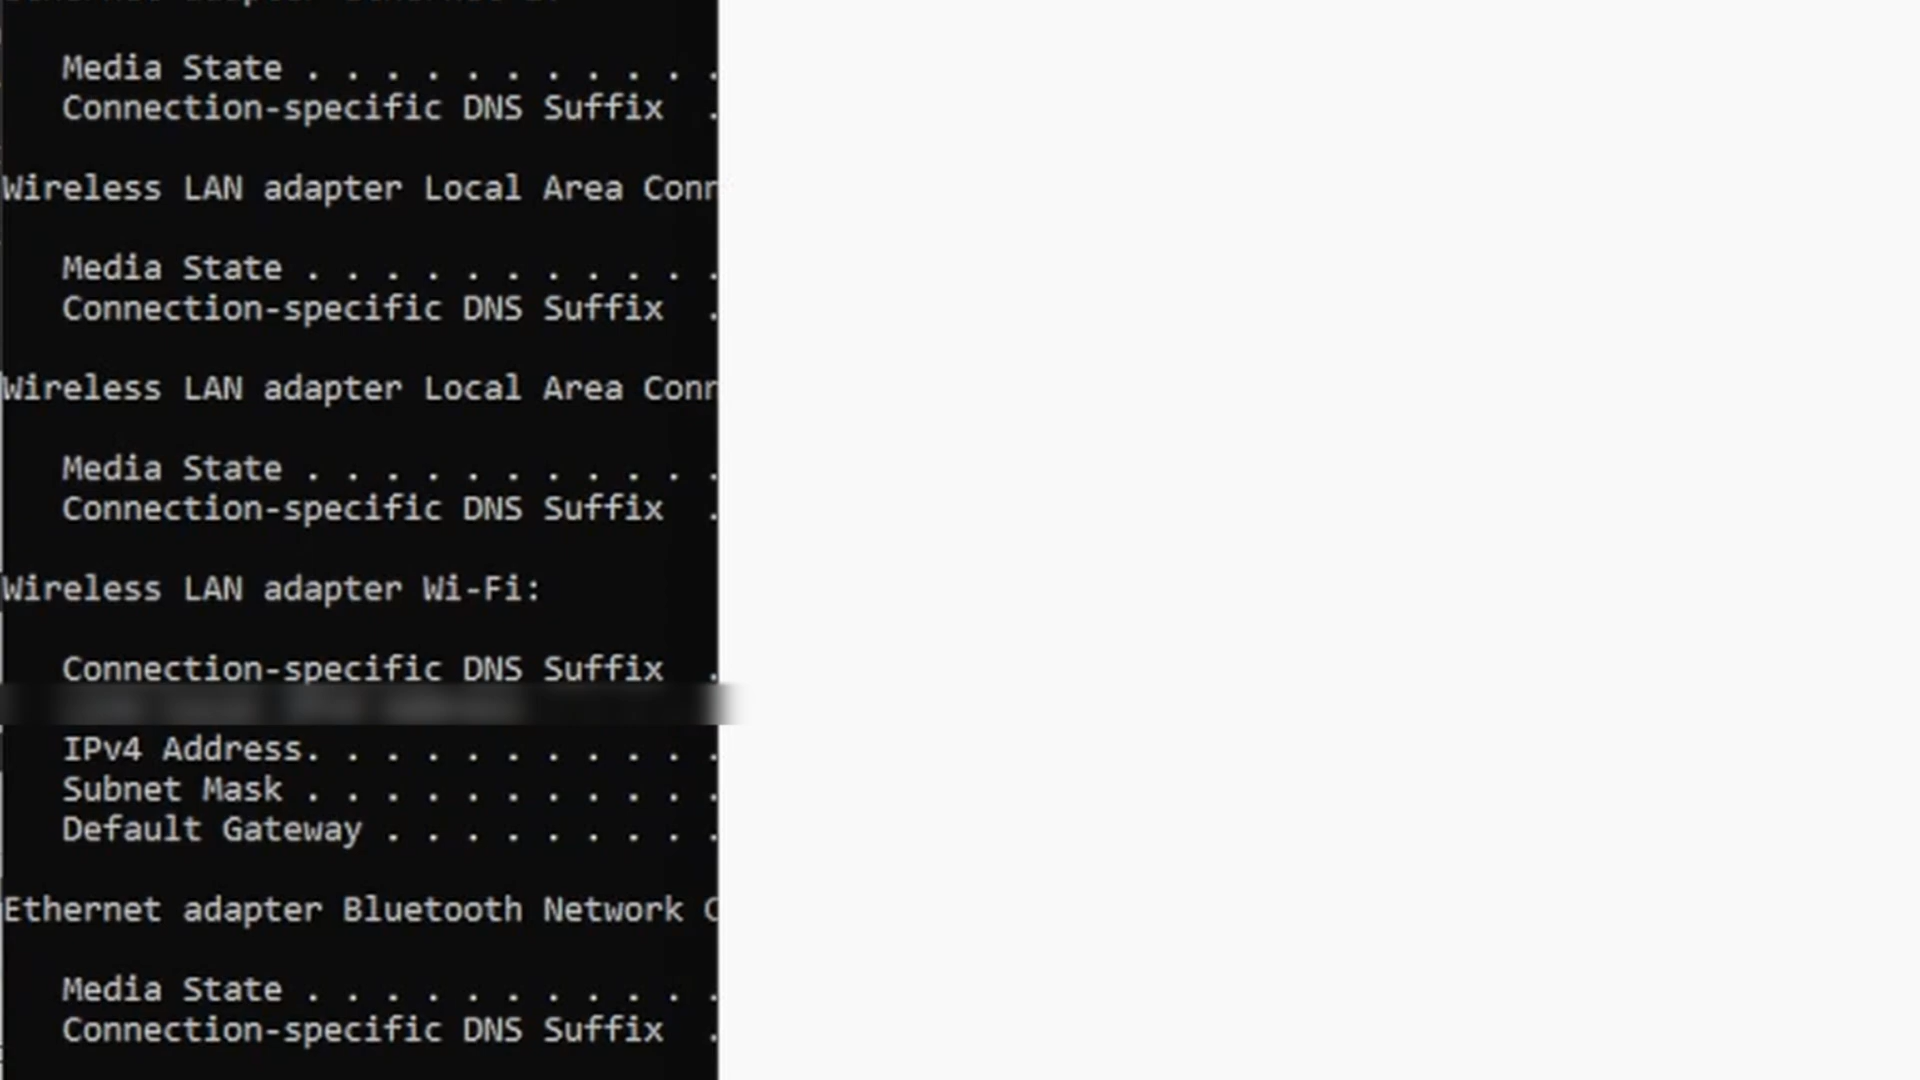 Media State . . . . . . . . . . .
Connection-specific DNS Suffix  .
Wireless LAN adapter Local Area Conn
Media State . . . . . . . . . . .
Connection-specific DNS Suffix  .
Wireless LAN adapter Local Area Conn
Media State . . . . . . . . . . .
Connection-specific DNS Suffix  .
Wireless LAN adapter Wi-Fi:
Connection-specific DNS Suffix  .
IPv4 Address. . . . . . . . . . .
Subnet Mask . . . . . . . . . . .
Default Gateway . . . . . . . . .
Ethernet adapter Bluetooth Network C
Media State . . . . . . . . . . .
Connection-specific DNS Suffix  .